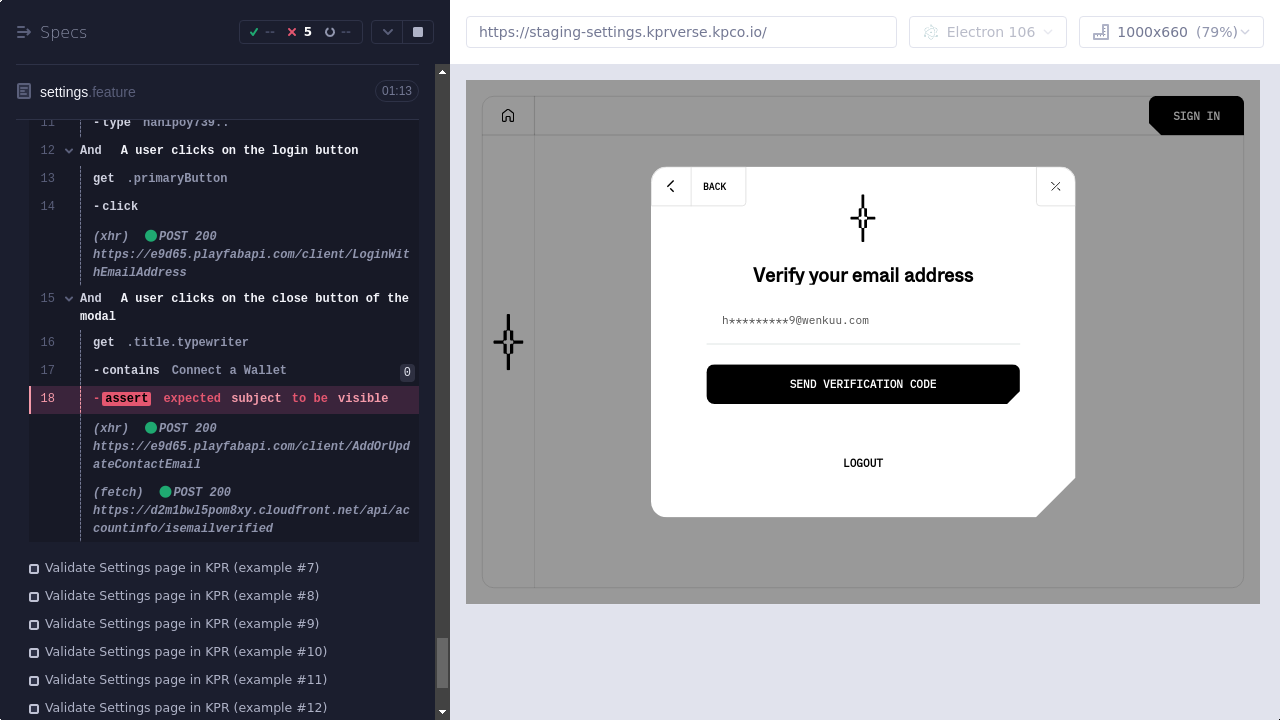 Specs
-- 5 --
https://staging-settings.kprverse.kpco.io/
Electron 106
1000x660 (79%)
settings.feature
01:13
11 -type nanipoy739..
12 And A user clicks on the login button
13 get .primaryButton
14 -click
(xhr) POST 200
https://e9d65.playfabapi.com/client/LoginWit
hEmailAddress
15 And A user clicks on the close button of the
modal
16 get .title.typewriter
17 -contains Connect a Wallet 0
18 -assert expected subject to be visible
(xhr) POST 200
https://e9d65.playfabapi.com/client/AddOrUpd
ateContactEmail
(fetch) POST 200
https://d2m1bwl5pom8xy.cloudfront.net/api/ac
countinfo/isemailverified
Validate Settings page in KPR (example #7)
Validate Settings page in KPR (example #8)
Validate Settings page in KPR (example #9)
Validate Settings page in KPR (example #10)
Validate Settings page in KPR (example #11)
Validate Settings page in KPR (example #12)
SIGN IN
BACK
Verify your email address
h*********9@wenkuu.com
SEND VERIFICATION CODE
LOGOUT